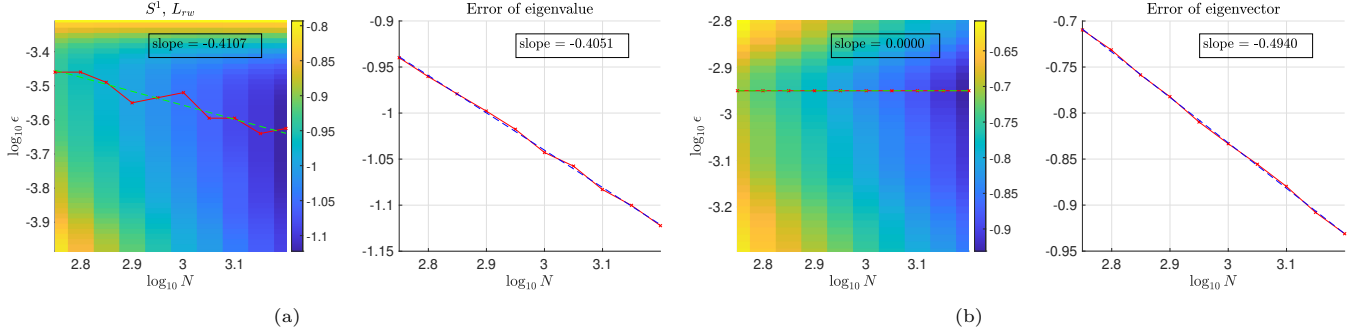 S¹, L_rw
slope = -0.4107
-3.4
-3.5
-3.6
-3.7
-3.8
-3.9
log₁₀ ϵ
2.8 2.9 3 3.1
log₁₀ N
-0.8
-0.85
-0.9
-0.95
-1
-1.05
-1.1
Error of eigenvalue
slope = -0.4051
-0.9
-0.95
-1
-1.05
-1.1
-1.15
2.8 2.9 3 3.1
log₁₀ N
(a)
slope = 0.0000
-2.8
-2.9
-3
-3.1
-3.2
log₁₀ ϵ
2.8 2.9 3 3.1
log₁₀ N
-0.65
-0.7
-0.75
-0.8
-0.85
-0.9
Error of eigenvector
slope = -0.4940
-0.7
-0.75
-0.8
-0.85
-0.9
-0.95
2.8 2.9 3 3.1
log₁₀ N
(b)